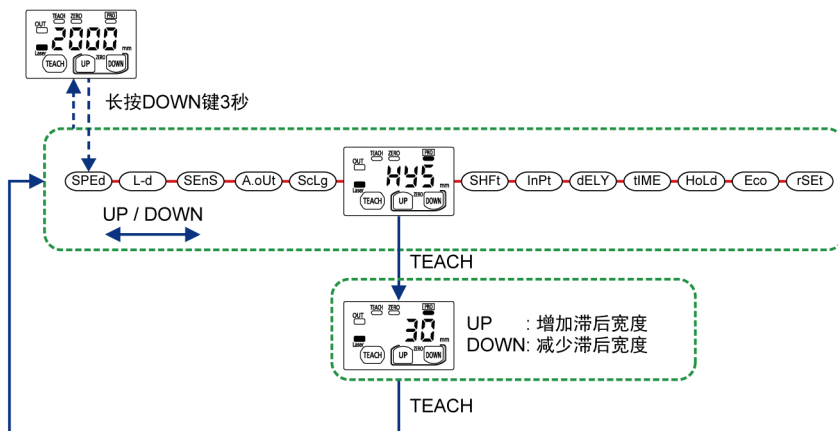 TEACH ZERO PRO
OUT
2000 mm
Laser
TEACH UP ZERO DOWN
长按DOWN键3秒
SPEd L-d SEnS A.oUt ScLg
TEACH ZERO PRO
OUT
HYS mm
Laser
TEACH UP ZERO DOWN
SHFt InPt dELY tIME HoLd Eco rSEt
UP / DOWN
TEACH
TEACH ZERO PRO
OUT
30 mm
Laser
TEACH UP ZERO DOWN
UP : 增加滞后宽度
DOWN: 减少滞后宽度
TEACH